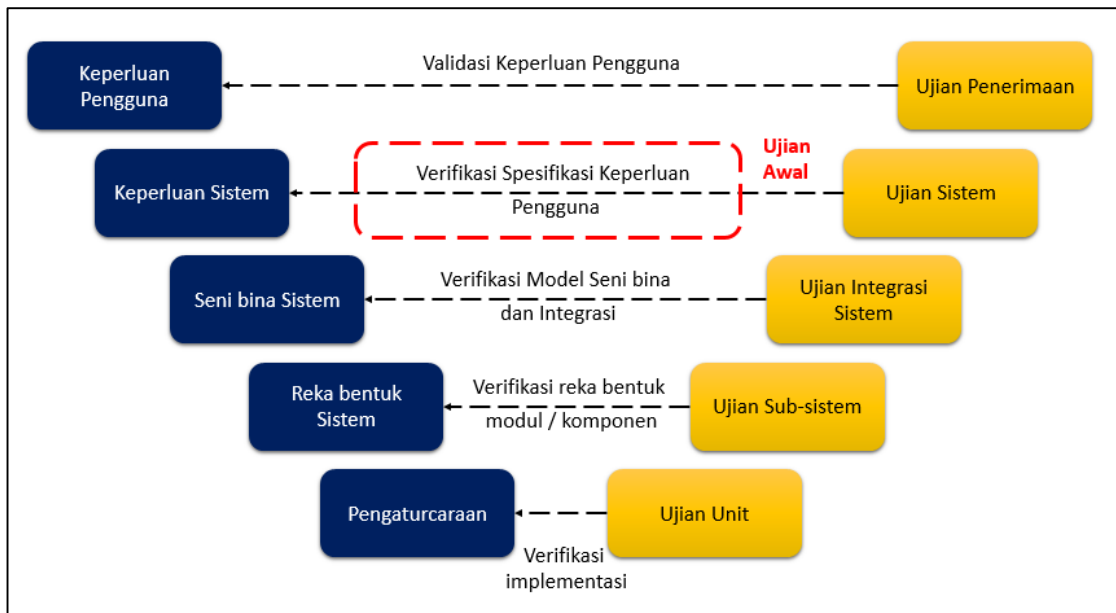 Keperluan
Pengguna
Validasi Keperluan Pengguna
Ujian Penerimaan
Keperluan Sistem
Verifikasi Spesifikasi Keperluan
Pengguna
Ujian
Awal
Ujian Sistem
Seni bina Sistem
Verifikasi Model Seni bina
dan Integrasi
Ujian Integrasi
Sistem
Reka bentuk
Sistem
Verifikasi reka bentuk
modul / komponen
Ujian Sub-sistem
Pengaturcaraan
Verifikasi
implementasi
Ujian Unit